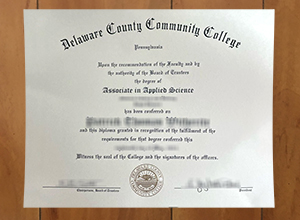 Delaware County Community College
Pennsylvania
Upon the recommendation of the Faculty and by
the authority of the Board of Trustees
the degree of
Associate in Applied Science
has been conferred on
and this diploma granted in recognition of the fulfillment of the
requirements for that degree conferred this
Witness the seal of the College and the signatures of the officers.
President